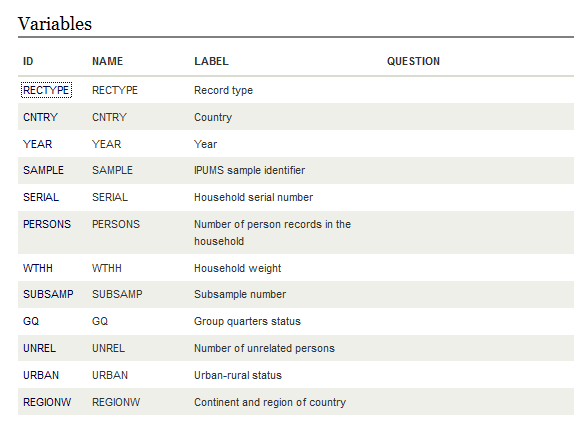 Variables
ID NAME LABEL QUESTION
RECTYPE RECTYPE Record type
CNTRY CNTRY Country
YEAR YEAR Year
SAMPLE SAMPLE IPUMS sample identifier
SERIAL SERIAL Household serial number
PERSONS PERSONS Number of person records in the
household
WTHH WTHH Household weight
SUBSAMP SUBSAMP Subsample number
GQ GQ Group quarters status
UNREL UNREL Number of unrelated persons
URBAN URBAN Urban-rural status
REGIONW REGIONW Continent and region of country